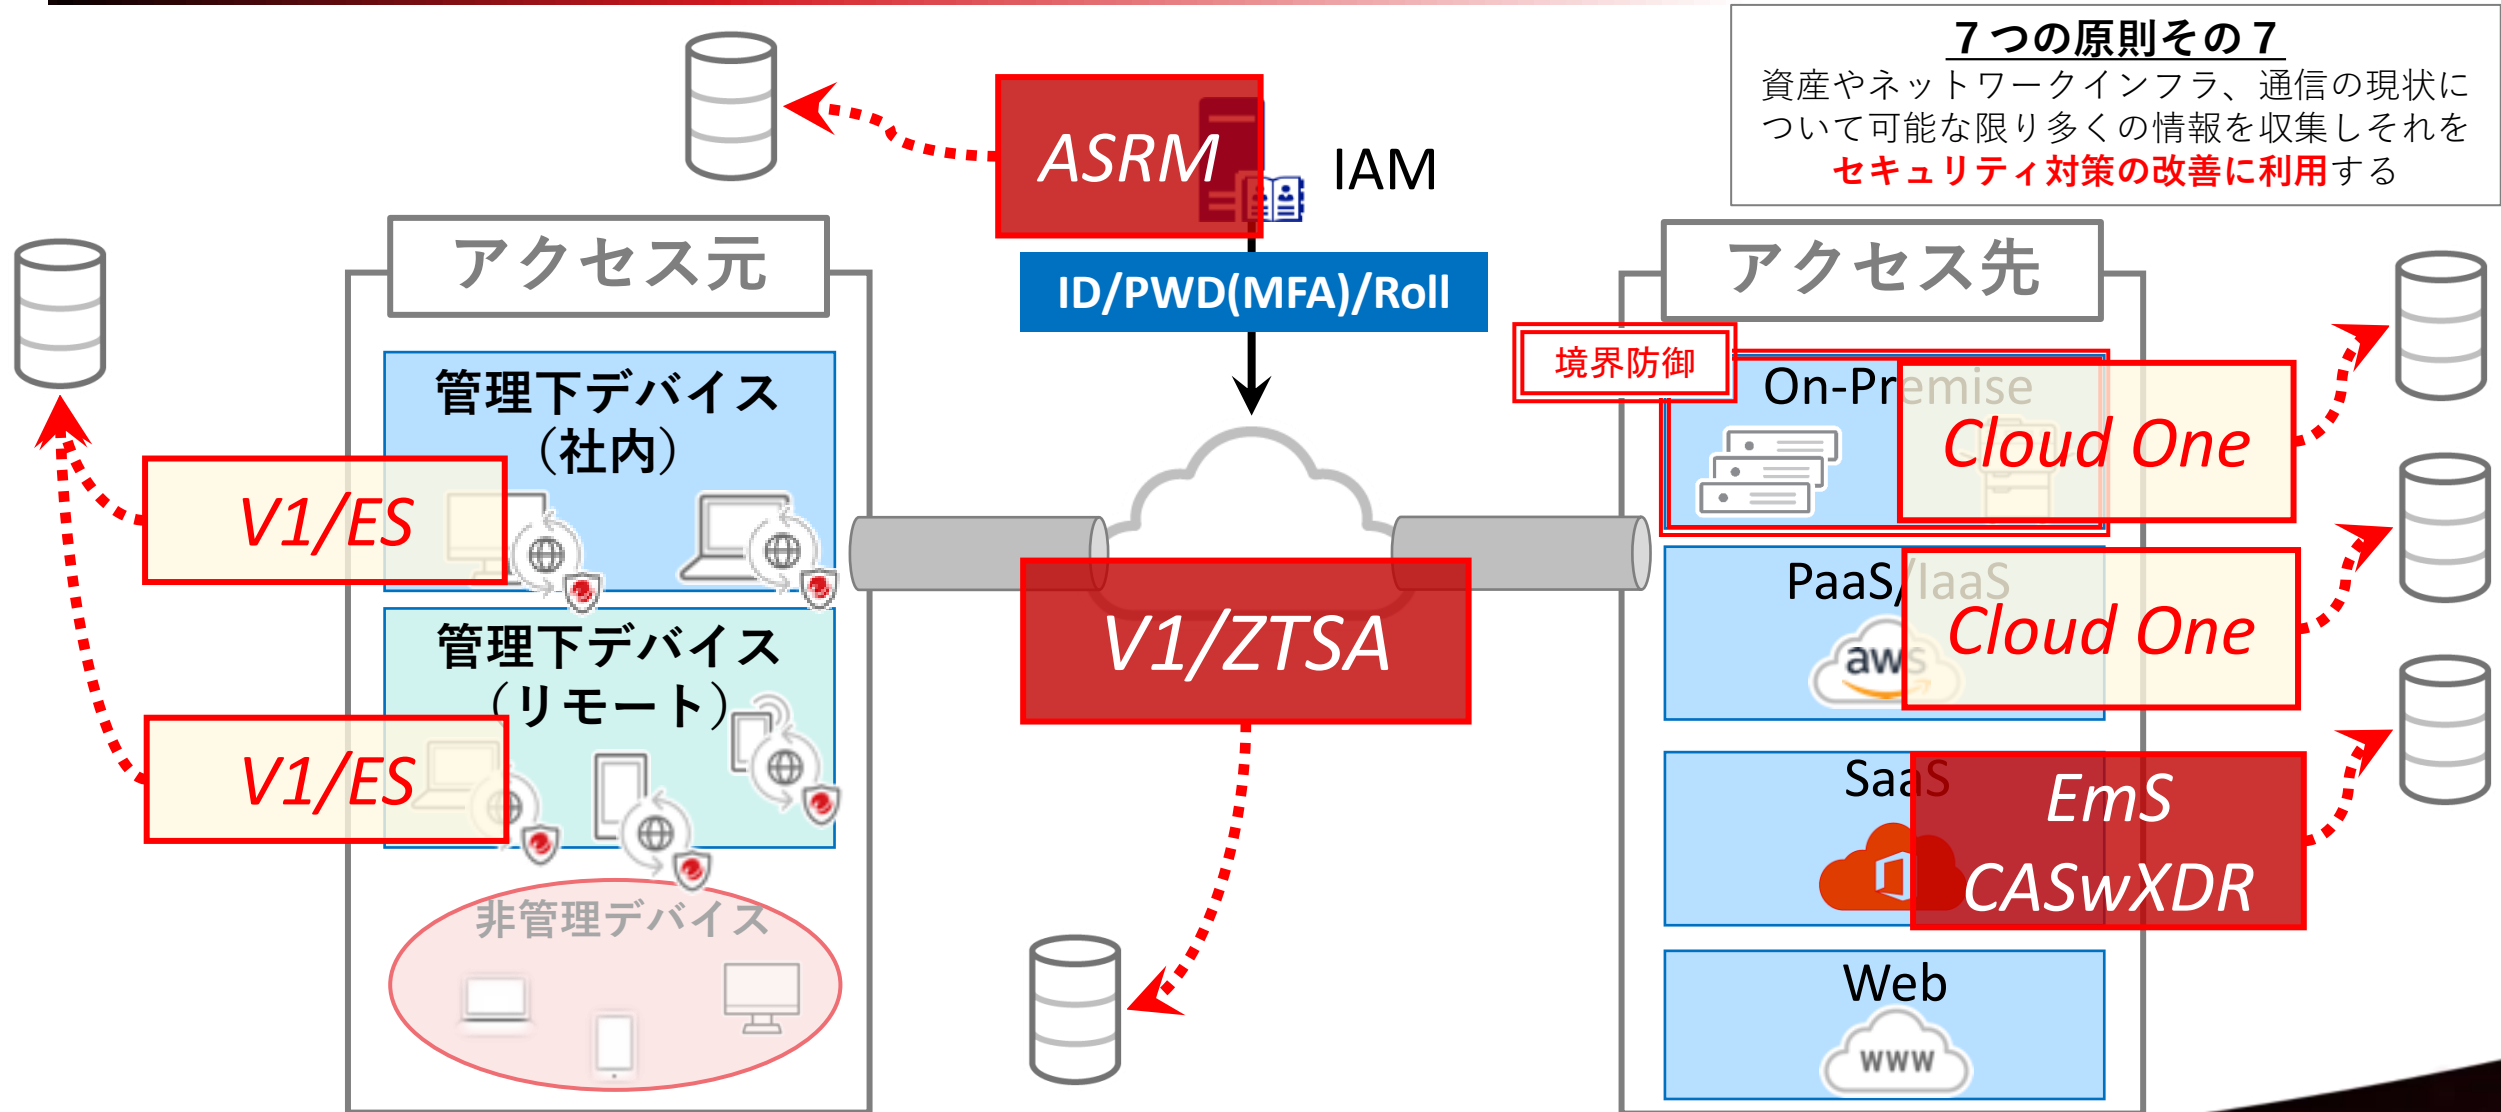 ７つの原則その７
資産やネットワークインフラ、通信の現状に
ついて可能な限り多くの情報を収集しそれを
セキュリティ対策の改善に利用する
ASRM
IAM
ID/PWD(MFA)/Roll
アクセス元
管理下デバイス
（社内）
V1/ES
管理下デバイス
（リモート）
V1/ES
非管理デバイス
V1/ZTSA
アクセス先
境界防御
On-Premise
Cloud One
PaaS/IaaS
aws
Cloud One
SaaS
EmS
CASwXDR
Web
WWW